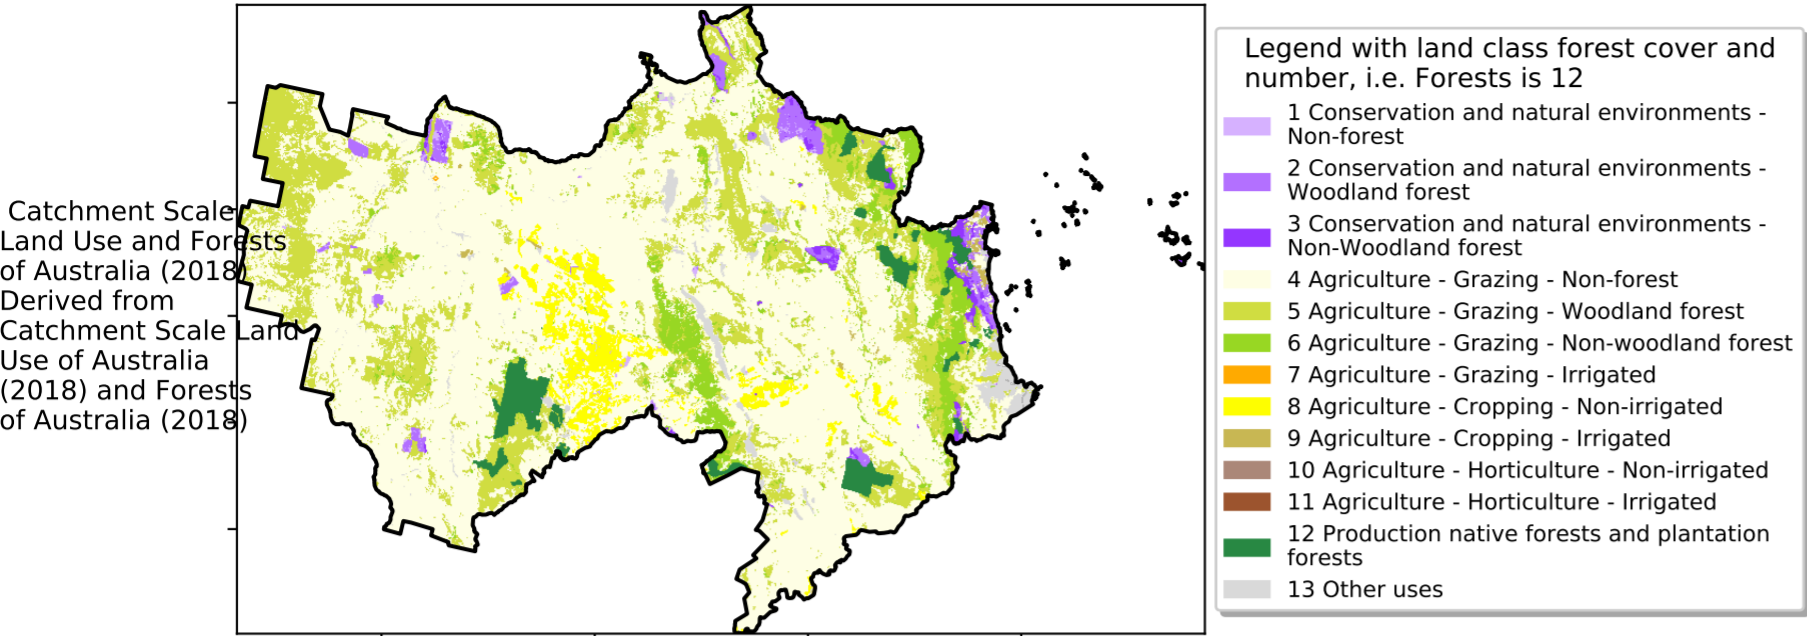 Catchment Scale
Land Use and Forests
of Australia (2018)
Derived from
Catchment Scale Land
Use of Australia
(2018) and Forests
of Australia (2018)
Legend with land class forest cover and
number, i.e. Forests is 12
1 Conservation and natural environments -
Non-forest
2 Conservation and natural environments -
Woodland forest
3 Conservation and natural environments -
Non-Woodland forest
4 Agriculture - Grazing - Non-forest
5 Agriculture - Grazing - Woodland forest
6 Agriculture - Grazing - Non-woodland forest
7 Agriculture - Grazing - Irrigated
8 Agriculture - Cropping - Non-irrigated
9 Agriculture - Cropping - Irrigated
10 Agriculture - Horticulture - Non-irrigated
11 Agriculture - Horticulture - Irrigated
12 Production native forests and plantation
forests
13 Other uses